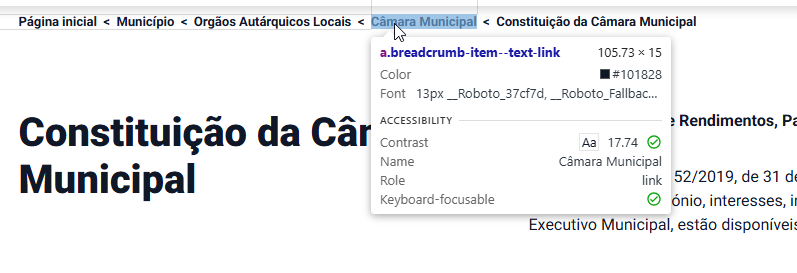 Página inicial < Município < Orgãos Autárquicos Locais < Câmara Municipal < Constituição da Câmara Municipal
a.breadcrumb-item--text-link 105.73 × 15
Color #101828
Font 13px __Roboto_37cf7d, __Roboto_Fallbac...
ACCESSIBILITY
Contrast Aa 17.74
Name Câmara Municipal
Role link
Keyboard-focusable
Constituição da Câm
Municipal
e Rendimentos, Pa
52/2019, de 31 de
ónio, interesses, in
Executivo Municipal, estão disponíveis